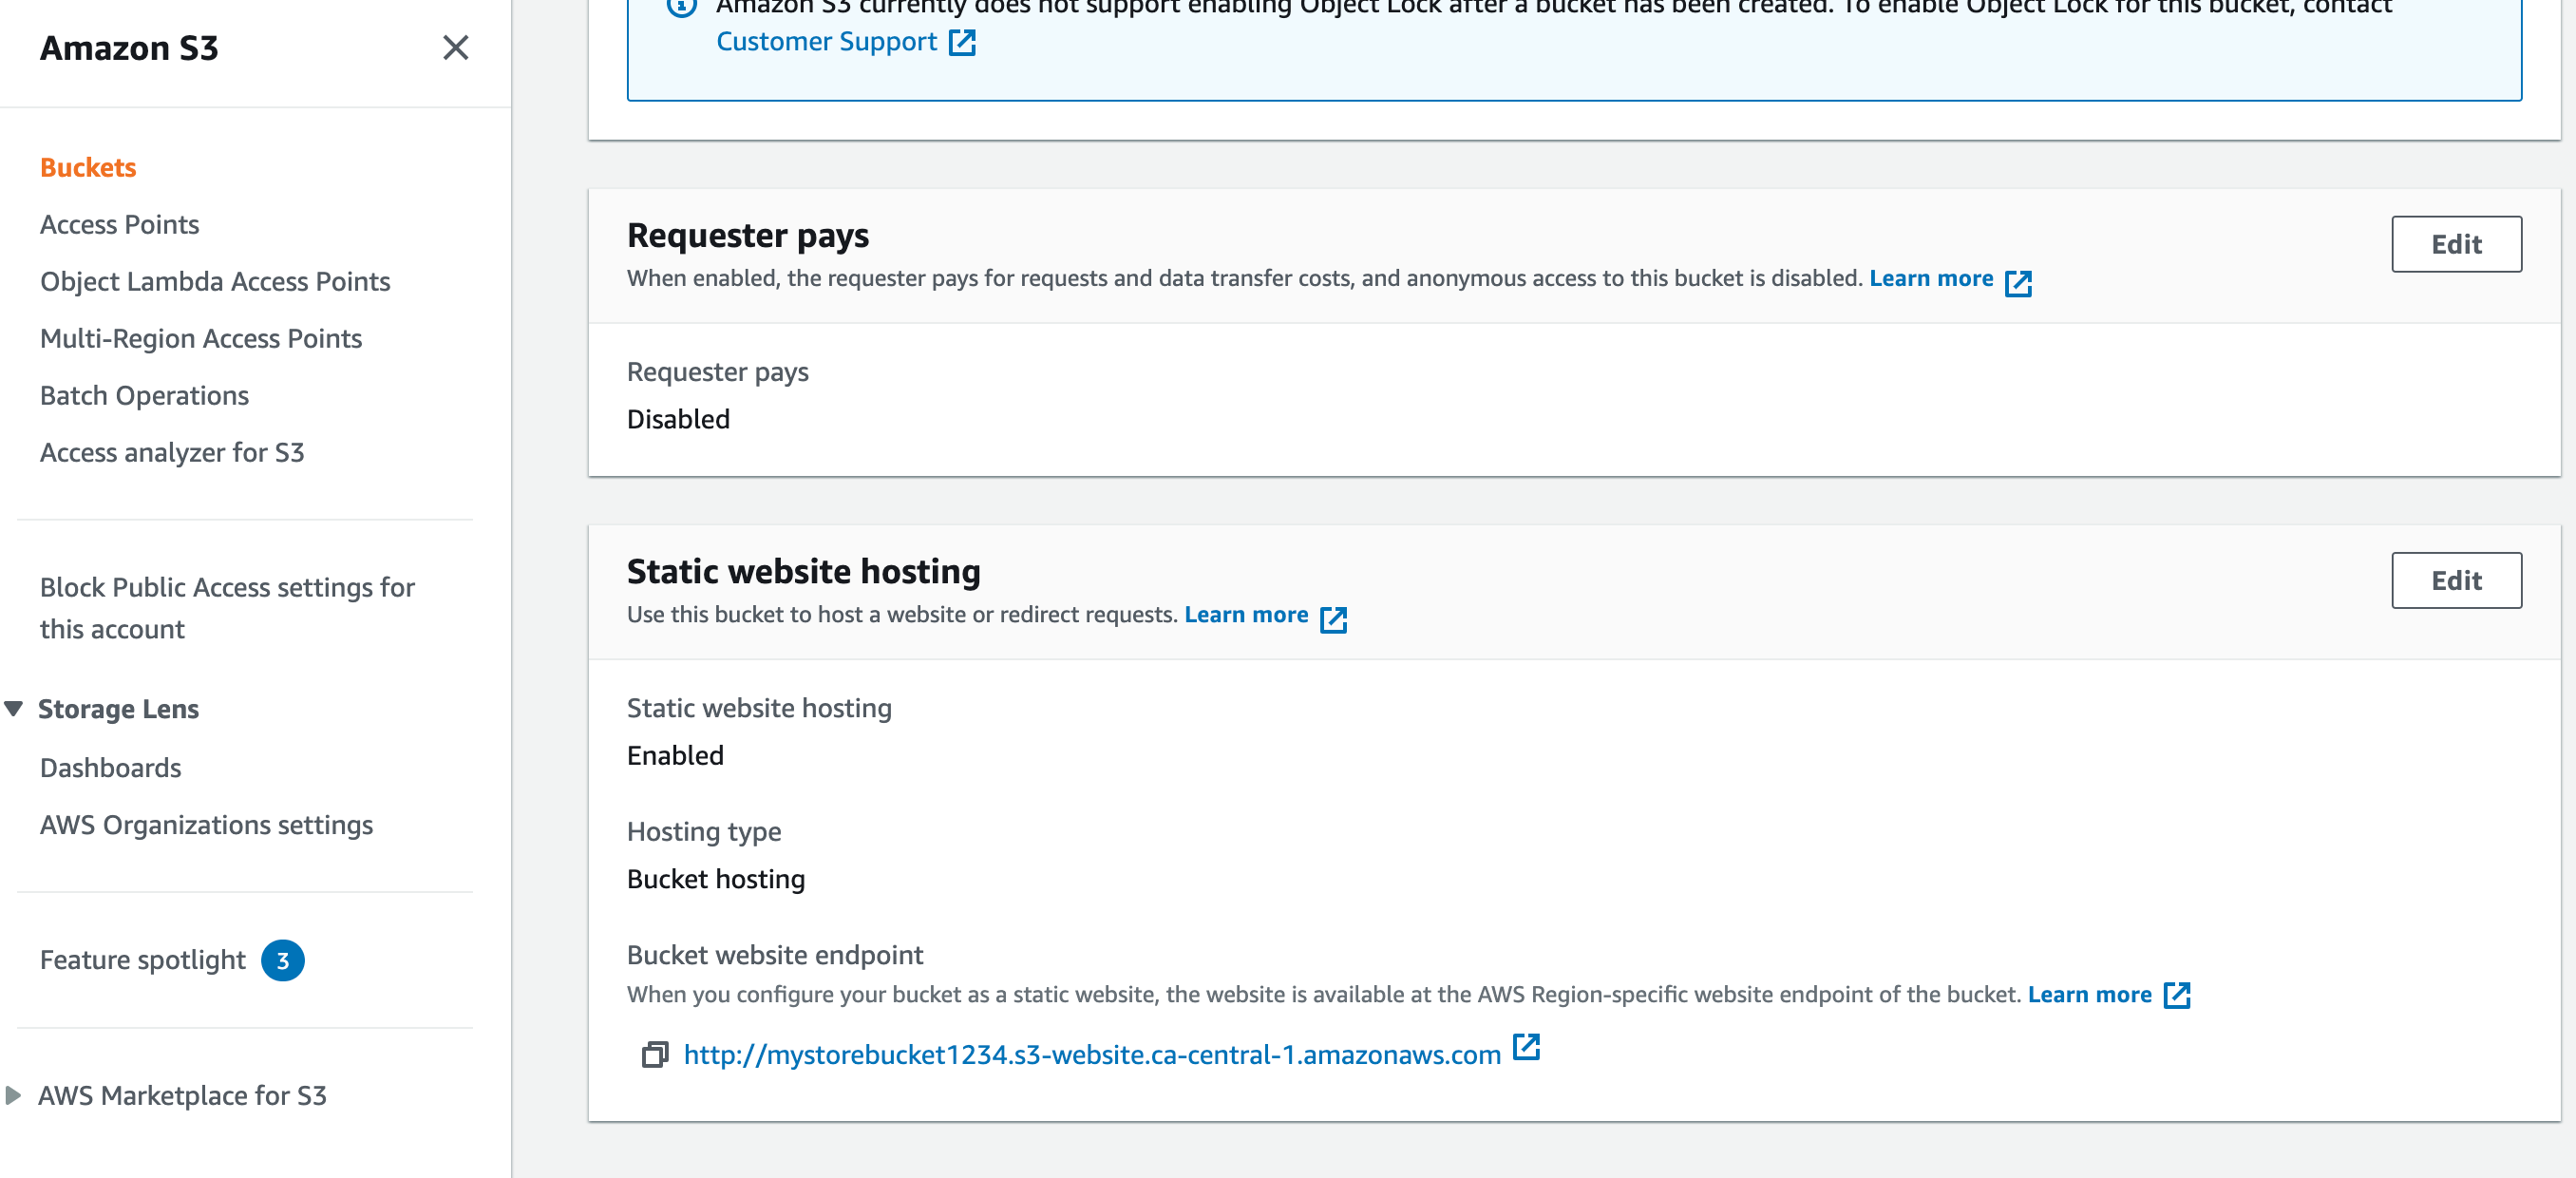 Amazon S3
Buckets
Access Points
Object Lambda Access Points
Multi-Region Access Points
Batch Operations
Access analyzer for S3
Block Public Access settings for
this account
Storage Lens
Dashboards
AWS Organizations settings
Feature spotlight 3
AWS Marketplace for S3
Amazon S3 currently does not support enabling Object Lock after a bucket has been created. To enable Object Lock for this bucket, contact
Customer Support
Requester pays
Edit
When enabled, the requester pays for requests and data transfer costs, and anonymous access to this bucket is disabled. Learn more
Requester pays
Disabled
Static website hosting
Edit
Use this bucket to host a website or redirect requests. Learn more
Static website hosting
Enabled
Hosting type
Bucket hosting
Bucket website endpoint
When you configure your bucket as a static website, the website is available at the AWS Region-specific website endpoint of the bucket. Learn more
http://mystorebucket1234.s3-website.ca-central-1.amazonaws.com